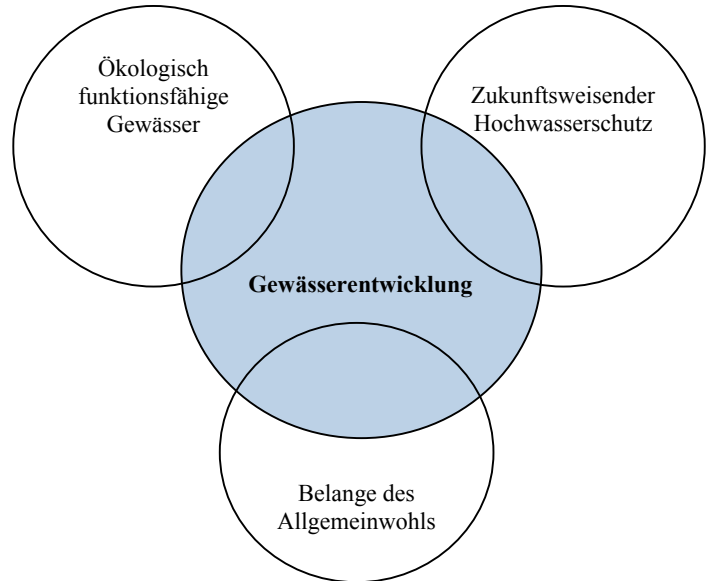 Ökologisch
funktionsfähige
Gewässer
Zukunftsweisender
Hochwasserschutz
Gewässerentwicklung
Belange des
Allgemeinwohls